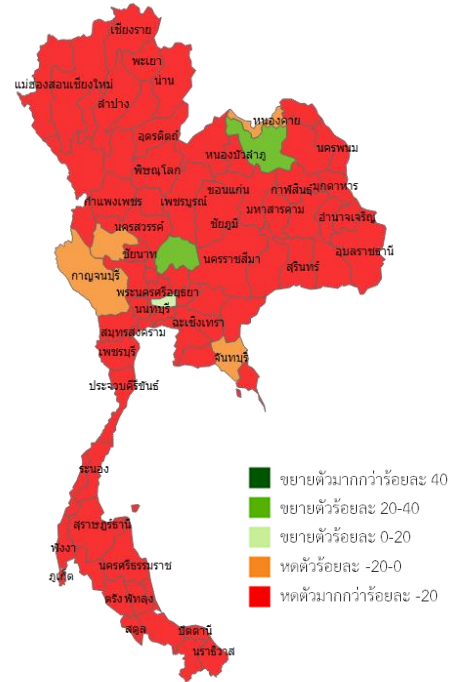 เชียงราย
พะเยา
น่าน
แม่ฮ่องสอนเชียงใหม่
ลำปาง
หนองคาย
อุตรดิตถ์
นครพนม
หนองบัวลำภู
พิษณุโลก
ขอนแก่น
กาฬสินธุ์
มุกดาหาร
กำแพงเพชร
เพชรบูรณ์
มหาสารคาม
อำนาจเจริญ
ชัยภูมิ
นครสวรรค์
ชัยนาท
อุบลราชธานี
นครราชสีมา
สุรินทร์
กาญจนบุรี
พระนครศรีอยุธยา
นนทบุรี
ฉะเชิงเทรา
สมุทรสงคราม
เพชรบุรี
จันทบุรี
ประจวบคีรีขันธ์
ระนอง
ขยายตัวมากกว่าร้อยละ 40
ขยายตัวร้อยละ 20-40
ขยายตัวร้อยละ 0-20
หดตัวร้อยละ -20-0
หดตัวมากกว่าร้อยละ -20
สุราษฎร์ธานี
พังงา
นครศรีธรรมราช
ภูเก็ต
ตรัง พัทลุง
สตูล
ปัตตานี
นราธิวาส